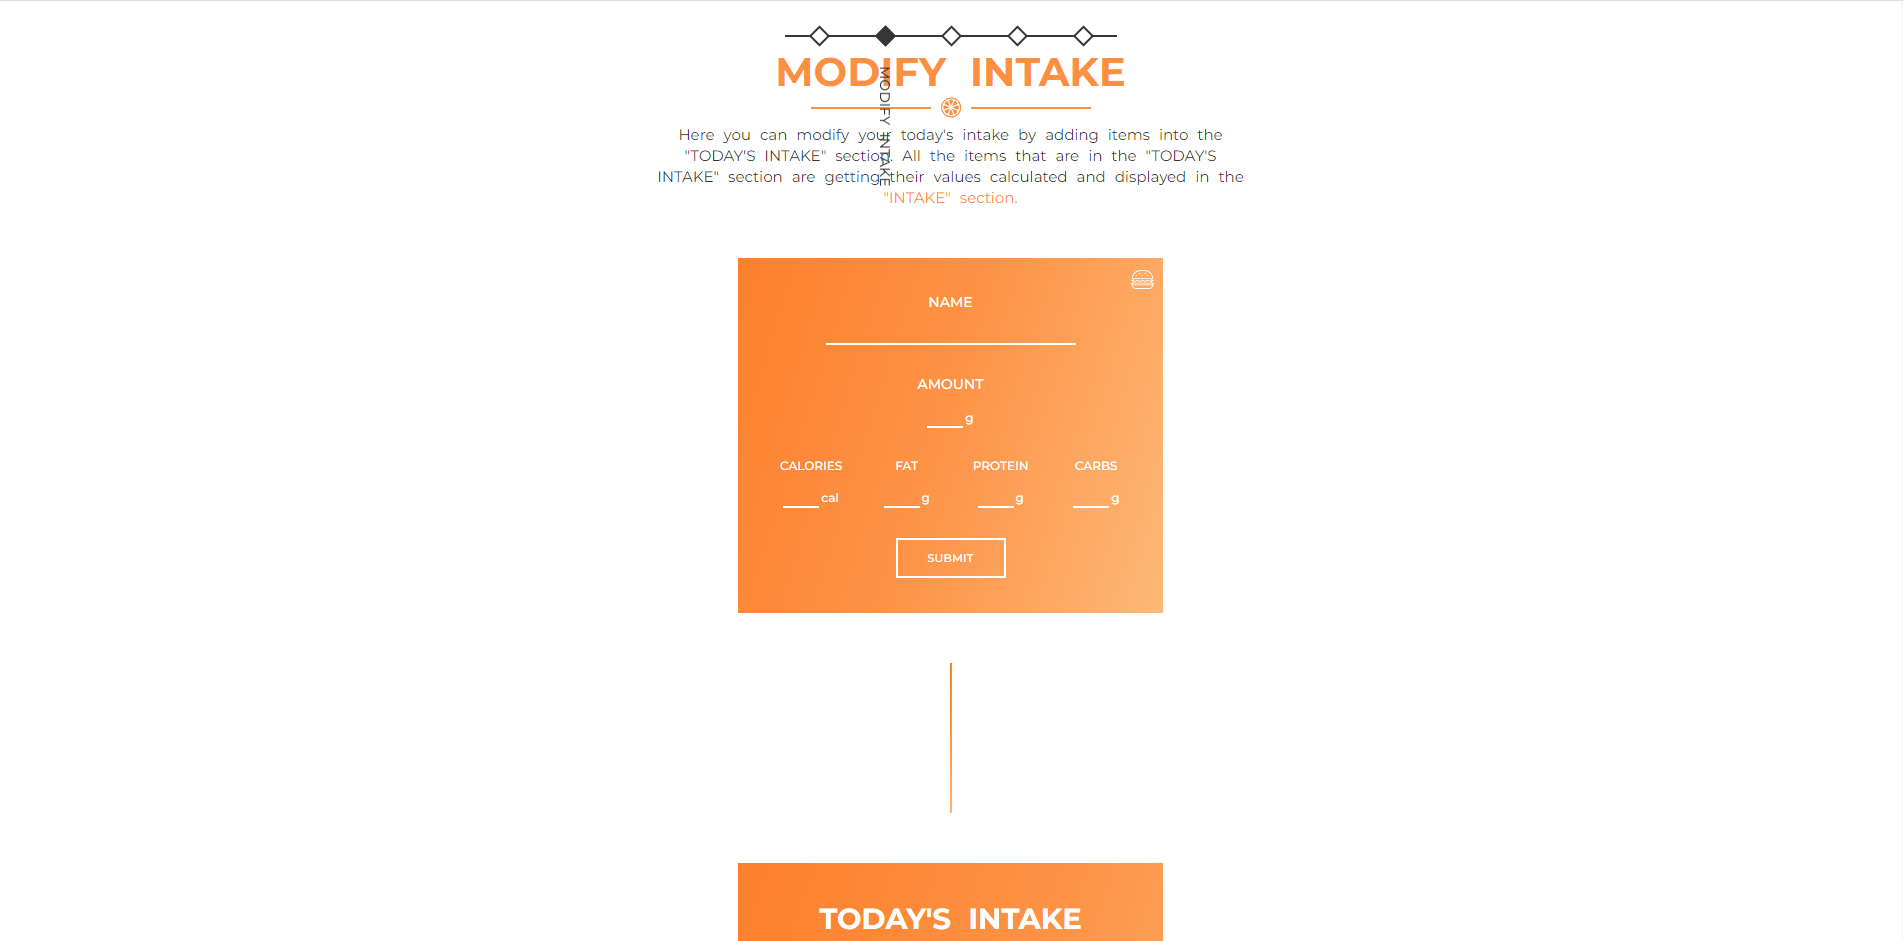 MODIFY INTAKE
MODIFY INTAKE
Here you can modify your today's intake by adding items into the
"TODAY'S INTAKE" section. All the items that are in the "TODAY'S
INTAKE" section are getting their values calculated and displayed in the
"INTAKE" section.
NAME
AMOUNT
g
CALORIES FAT PROTEIN CARBS
cal g g g
SUBMIT
TODAY'S INTAKE